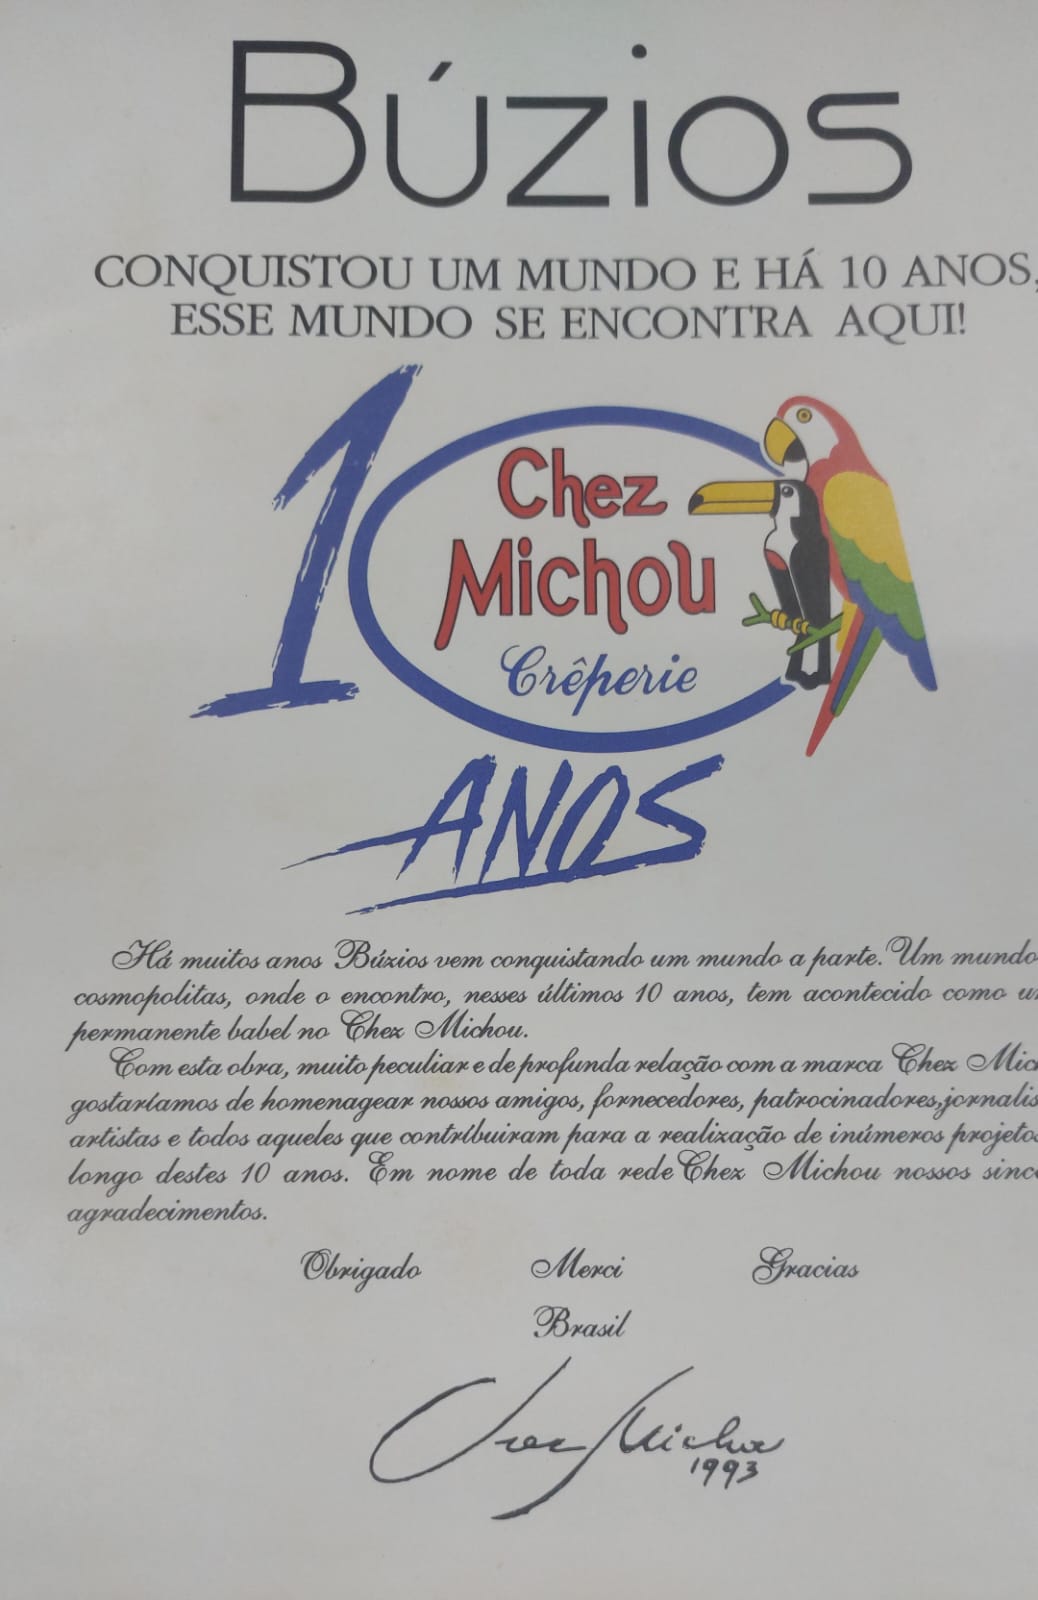 BÚZIOS
CONQUISTOU UM MUNDO E HÁ 10 ANOS,
ESSE MUNDO SE ENCONTRA AQUI!
10
Chez
Michou
Crêperie
ANOS
Há muitos anos Búzios vem conquistando um mundo a parte. Um mundo
cosmopolitas, onde o encontro, nesses últimos 10 anos, tem acontecido como
permanente babel no Chez Michou.
Com esta obra, muito peculiar e de profunda relação com a marca Chez
gostaríamos de homenagear nossos amigos, fornecedores, patrocinadores,
artistas e todos aqueles que contribuiram para a realização de inúmeros
longo destes 10 anos. Em nome de toda rede Chez Michou nossos
agradecimentos.
Obrigado Merci Gracias
Brasil
1993